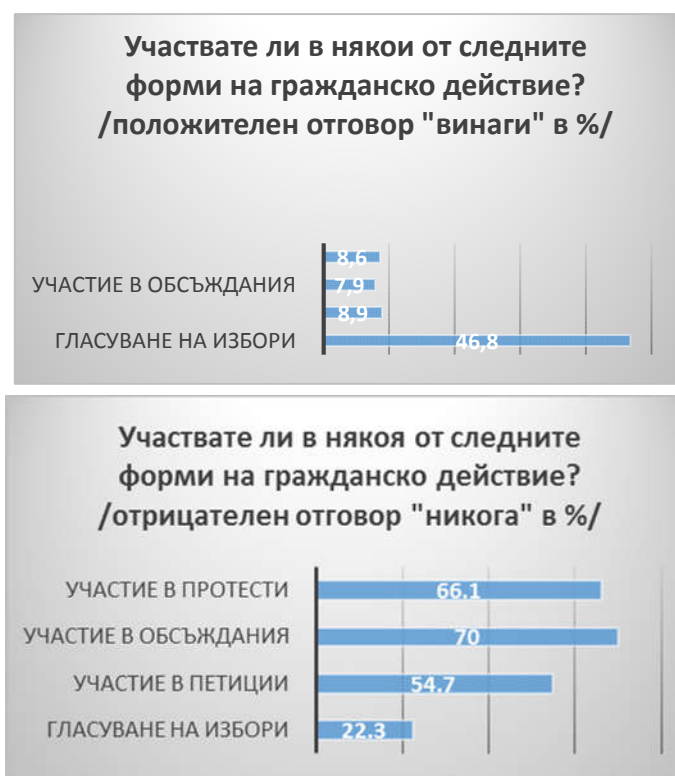 Участвате ли в някои от следните
форми на гражданско действие?
/положителен отговор "винаги" в %/
8,6
УЧАСТИЕ В ОБСЪЖДАНИЯ 7,9
8,9
ГЛАСУВАНЕ НА ИЗБОРИ 46,8
Участвате ли в някоя от следните
форми на гражданско действие?
/отрицателен отговор "никога" в %/
УЧАСТИЕ В ПРОТЕСТИ 66.1
УЧАСТИЕ В ОБСЪЖДАНИЯ 70
УЧАСТИЕ В ПЕТИЦИИ 54.7
ГЛАСУВАНЕ НА ИЗБОРИ 22.3